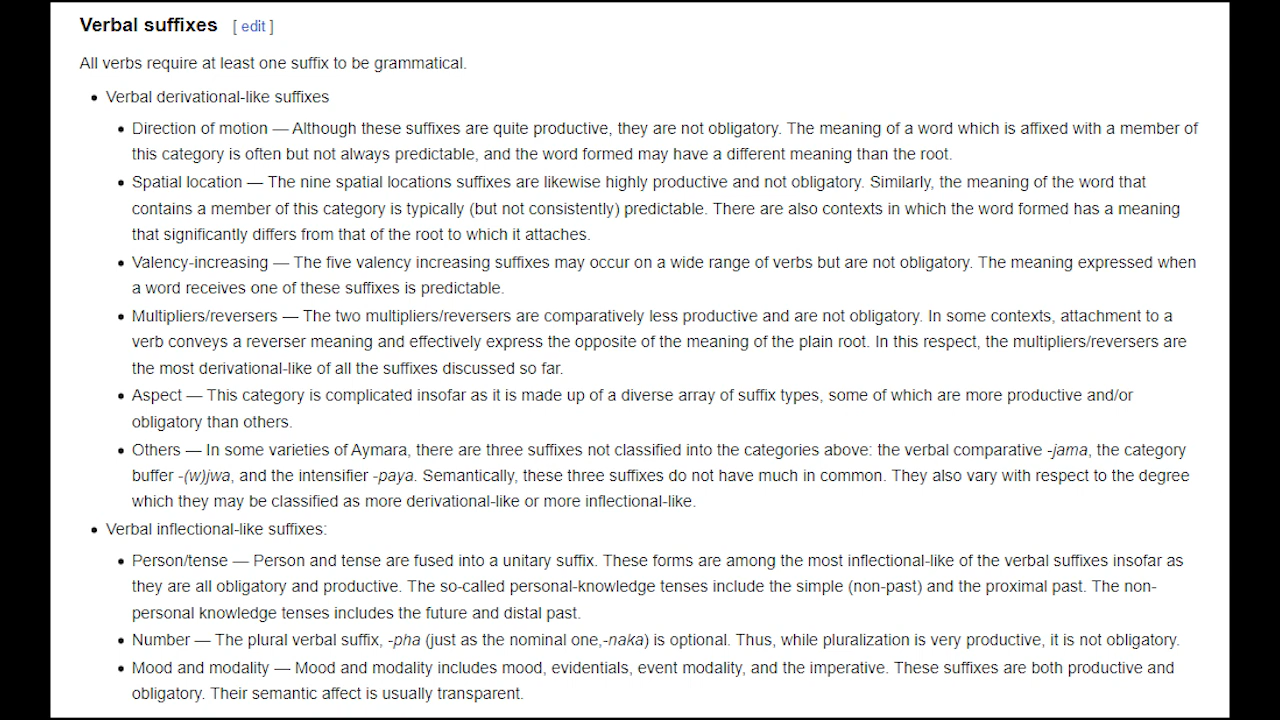 Verbal suffixes [ edit ]
All verbs require at least one suffix to be grammatical.
• Verbal derivational-like suffixes
• Direction of motion — Although these suffixes are quite productive, they are not obligatory. The meaning of a word which is affixed with a member of
this category is often but not always predictable, and the word formed may have a different meaning than the root.
• Spatial location — The nine spatial locations suffixes are likewise highly productive and not obligatory. Similarly, the meaning of the word that
contains a member of this category is typically (but not consistently) predictable. There are also contexts in which the word formed has a meaning
that significantly differs from that of the root to which it attaches.
• Valency-increasing — The five valency increasing suffixes may occur on a wide range of verbs but are not obligatory. The meaning expressed when
a word receives one of these suffixes is predictable.
• Multipliers/reversers — The two multipliers/reversers are comparatively less productive and are not obligatory. In some contexts, attachment to a
verb conveys a reverser meaning and effectively express the opposite of the meaning of the plain root. In this respect, the multipliers/reversers are
the most derivational-like of all the suffixes discussed so far.
• Aspect — This category is complicated insofar as it is made up of a diverse array of suffix types, some of which are more productive and/or
obligatory than others.
• Others — In some varieties of Aymara, there are three suffixes not classified into the categories above: the verbal comparative -jama, the category
buffer -(w)jwa, and the intensifier -paya. Semantically, these three suffixes do not have much in common. They also vary with respect to the degree
which they may be classified as more derivational-like or more inflectional-like.
• Verbal inflectional-like suffixes:
• Person/tense — Person and tense are fused into a unitary suffix. These forms are among the most inflectional-like of the verbal suffixes insofar as
they are all obligatory and productive. The so-called personal-knowledge tenses include the simple (non-past) and the proximal past. The non-
personal knowledge tenses includes the future and distal past.
• Number — The plural verbal suffix, -pha (just as the nominal one,-naka) is optional. Thus, while pluralization is very productive, it is not obligatory.
• Mood and modality — Mood and modality includes mood, evidentials, event modality, and the imperative. These suffixes are both productive and
obligatory. Their semantic affect is usually transparent.